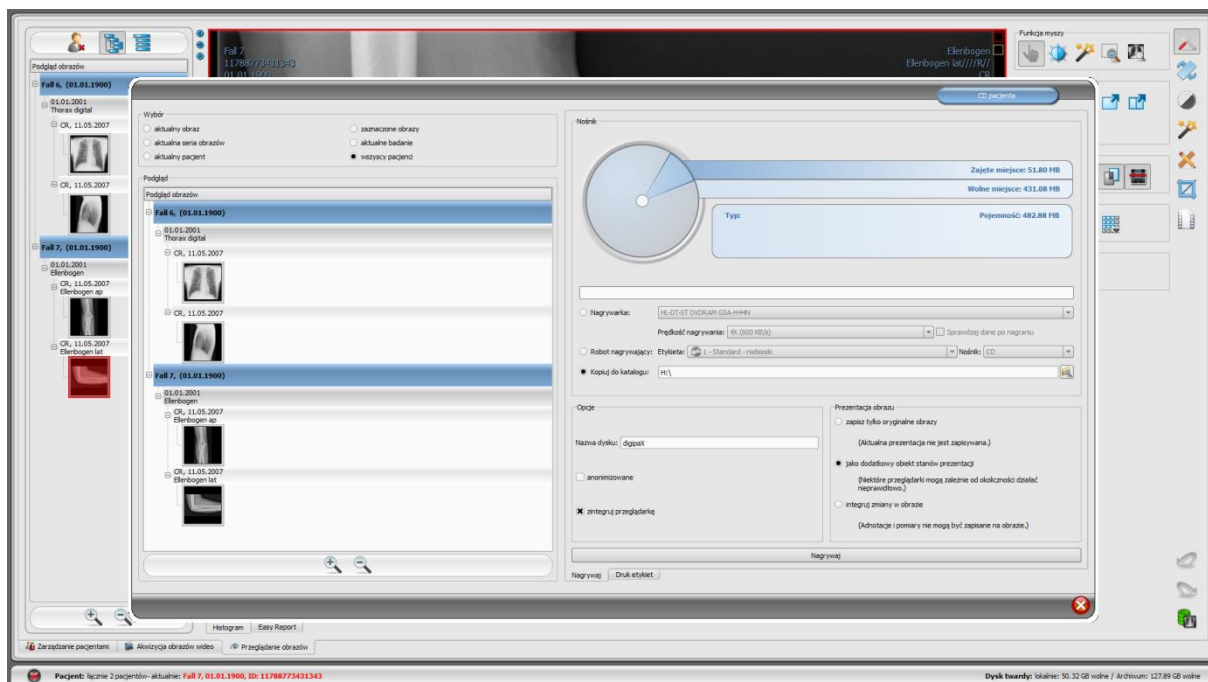 Podgląd obrazów
Fall 6, (01.01.1900)
01.01.2001
Thorax digital
CR, 11.05.2007
CR, 11.05.2007
Fall 7, (01.01.1900)
01.01.2001
Ellenbogen
CR, 11.05.2007
Ellenbogen ap
CR, 11.05.2007
Ellenbogen lat
Fall 7
11788773431343
01.01.1900
Ellenbogen
Ellenbogen lat////R//
CR
Funkcja myszy
CD pacjenta
Wybór
aktualny obraz
zaznaczone obrazy
aktualna seria obrazów
aktualne badanie
aktualny pacjent
wszyscy pacjenci
Podgląd
Podgląd obrazów
Fall 6, (01.01.1900)
01.01.2001
Thorax digital
CR, 11.05.2007
CR, 11.05.2007
Fall 7, (01.01.1900)
01.01.2001
Ellenbogen
CR, 11.05.2007
Ellenbogen ap
CR, 11.05.2007
Ellenbogen lat
Nośnik
Zajęte miejsce: 51.80 MB
Wolne miejsce: 431.08 MB
Typ:
Pojemność: 482.88 MB
Nagrywarka:
HL-DT-ST DVDRAM GSA-H44N
Prędkość nagrywania:
4X (600 KB/s)
Sprawdzaj dane po nagraniu
Robot nagrywający:
Etykieta:
1 - Standard - niebieski
Nośnik:
CD
Kopiuj do katalogu:
H:\
Opcje
Nazwa dysku:
digipaX
anonimizowane
zintegruj przeglądarkę
Prezentacja obrazu
zapisz tylko oryginalne obrazy
(Aktualna prezentacja nie jest zapisywana.)
jako dodatkowy obiekt stanów prezentacji
(Niektóre przeglądarki mogą zależnie od okoliczności działać
nieprawidłowo.)
integruj zmiany w obrazie
(Adnotacje i pomiary nie mogą być zapisane na obrazie.)
Nagrywaj
Nagrywaj
Druk etykiet
Histogram
Easy Report
Zarządzanie pacjentami
Akwizycja obrazów wideo
Przeglądanie obrazów
Pacjent: łącznie 2 pacjentów- aktualnie: Fall 7, 01.01.1900, ID: 11788773431343
Dysk twardy: lokalnie: 50.32 GB wolne / Archiwum: 127.89 GB wolne